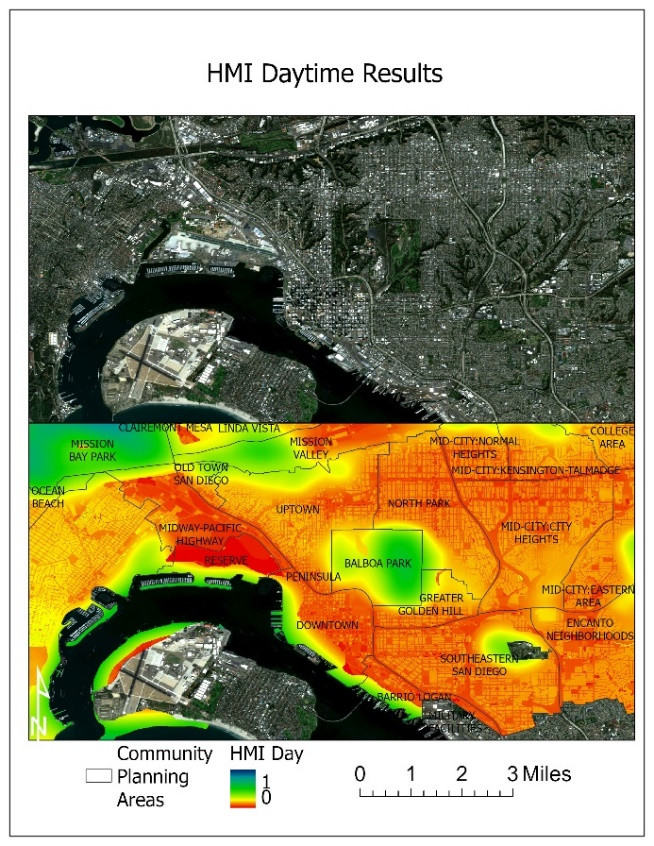 HMI Daytime Results
CLAIREMONT MESA
LINDA VISTA
MISSION
BAY PARK
MISSION
VALLEY
MID-CITY:NORMAL
HEIGHTS
COLLEGE
AREA
OLD TOWN
SAN DIEGO
MID-CITY:KENSINGTON-TALMADGE
OCEAN
BEACH
UPTOWN
NORTH PARK
MIDWAY-PACIFIC
HIGHWAY
MID-CITY:CITY
HEIGHTS
RESERVE
BALBOA PARK
PENINSULA
GREATER
GOLDEN HILL
MID-CITY:EASTERN
AREA
DOWNTOWN
ENCANTO
NEIGHBORHOODS
SOUTHEASTERN
SAN DIEGO
BARRIO LOGAN
MILITARY
FACILITIES
N
Community
Planning
Areas
HMI Day
1
0
0 1 2 3 Miles